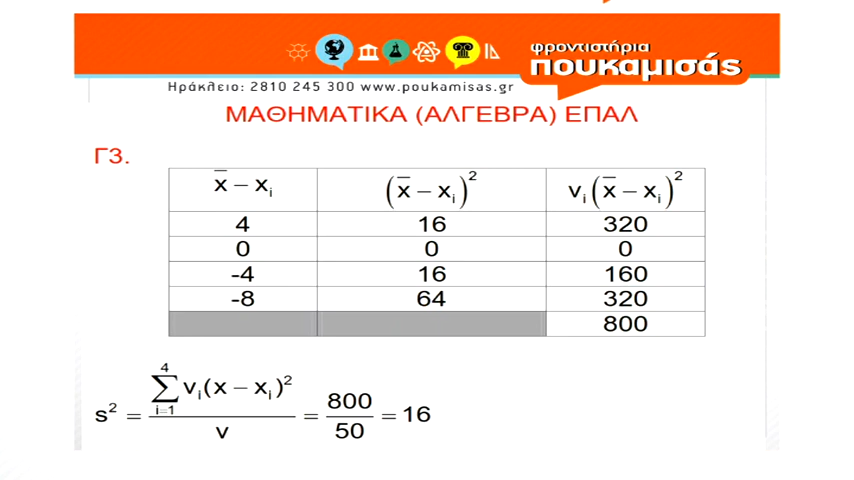 φροντιστήρια
πουκαμισάς
Ηράκλειο: 2810 245 300 www.poukamisas.gr
ΜΑΘΗΜΑΤΙΚΑ (ΑΛΓΕΒΡΑ) ΕΠΑΛ
Γ3.
x̅ − xᵢ (x̅ − xᵢ)² vᵢ(x̅ − xᵢ)²
4 16 320
0 0 0
-4 16 160
-8 64 320
800
s² = ∑ᵢ₌₁⁴ vᵢ(x − xᵢ)² / v = 800 / 50 = 16